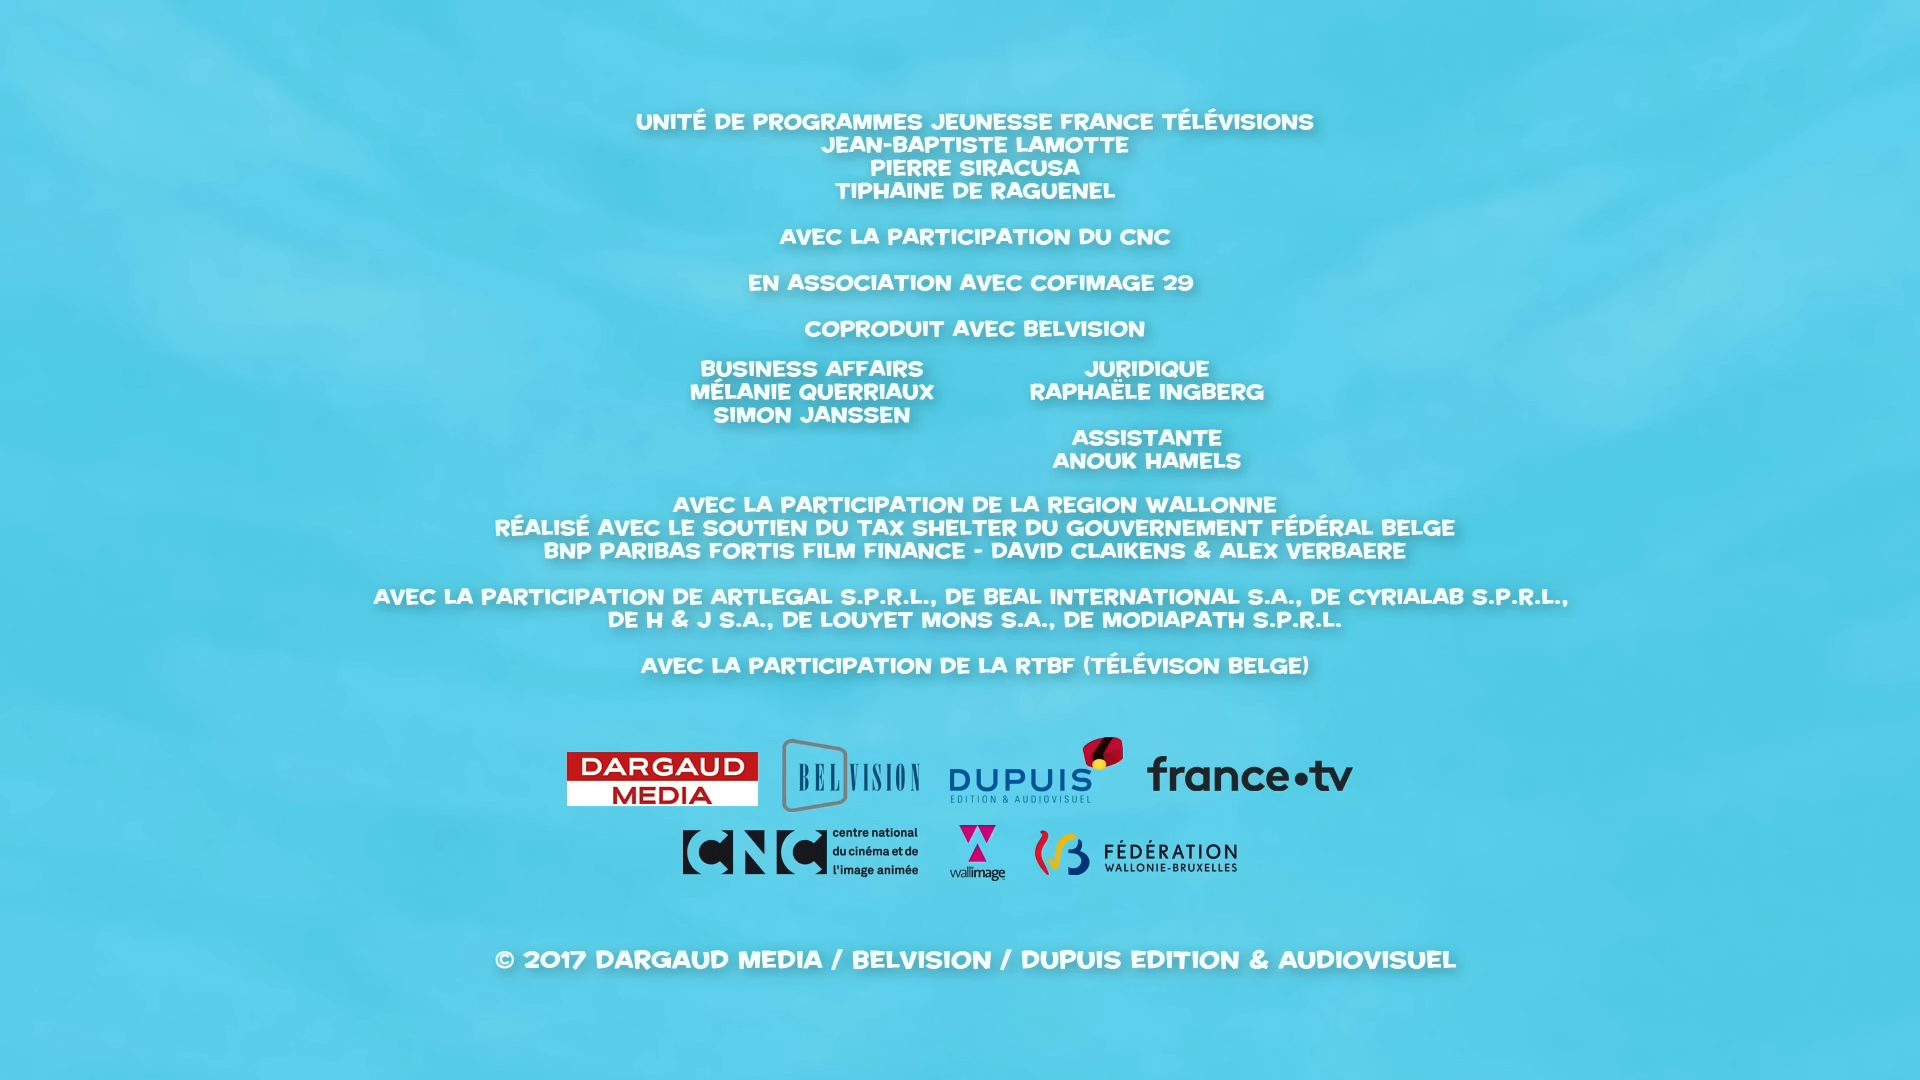 UNITÉ DE PROGRAMMES JEUNESSE FRANCE TÉLÉVISIONS
JEAN-BAPTISTE LAMOTTE
PIERRE SIRACUSA
TIPHAINE DE RAGUENEL
AVEC LA PARTICIPATION DU CNC
EN ASSOCIATION AVEC COFIMAGE 29
COPRODUIT AVEC BELVISION
BUSINESS AFFAIRS
MÉLANIE QUERRIAUX
SIMON JANSSEN
JURIDIQUE
RAPHAËLE INGBERG
ASSISTANTE
ANOUK HAMELS
AVEC LA PARTICIPATION DE LA REGION WALLONNE
RÉALISÉ AVEC LE SOUTIEN DU TAX SHELTER DU GOUVERNEMENT FÉDÉRAL BELGE
BNP PARIBAS FORTIS FILM FINANCE - DAVID CLAIKENS & ALEX VERBAERE
AVEC LA PARTICIPATION DE ARTLEGAL S.P.R.L., DE BEAL INTERNATIONAL S.A., DE CYRIALAB S.P.R.L.,
DE H & J S.A., DE LOUYET MONS S.A., DE MODIAPATH S.P.R.L.
AVEC LA PARTICIPATION DE LA RTBF (TÉLÉVISON BELGE)
DARGAUD
MEDIA
BELVISION
DUPUIS
EDITION & AUDIOVISUEL
france•tv
CNC
centre national
du cinéma et de
l'image animée
wallimage
FÉDÉRATION
WALLONIE-BRUXELLES
© 2017 DARGAUD MEDIA / BELVISION / DUPUIS EDITION & AUDIOVISUEL